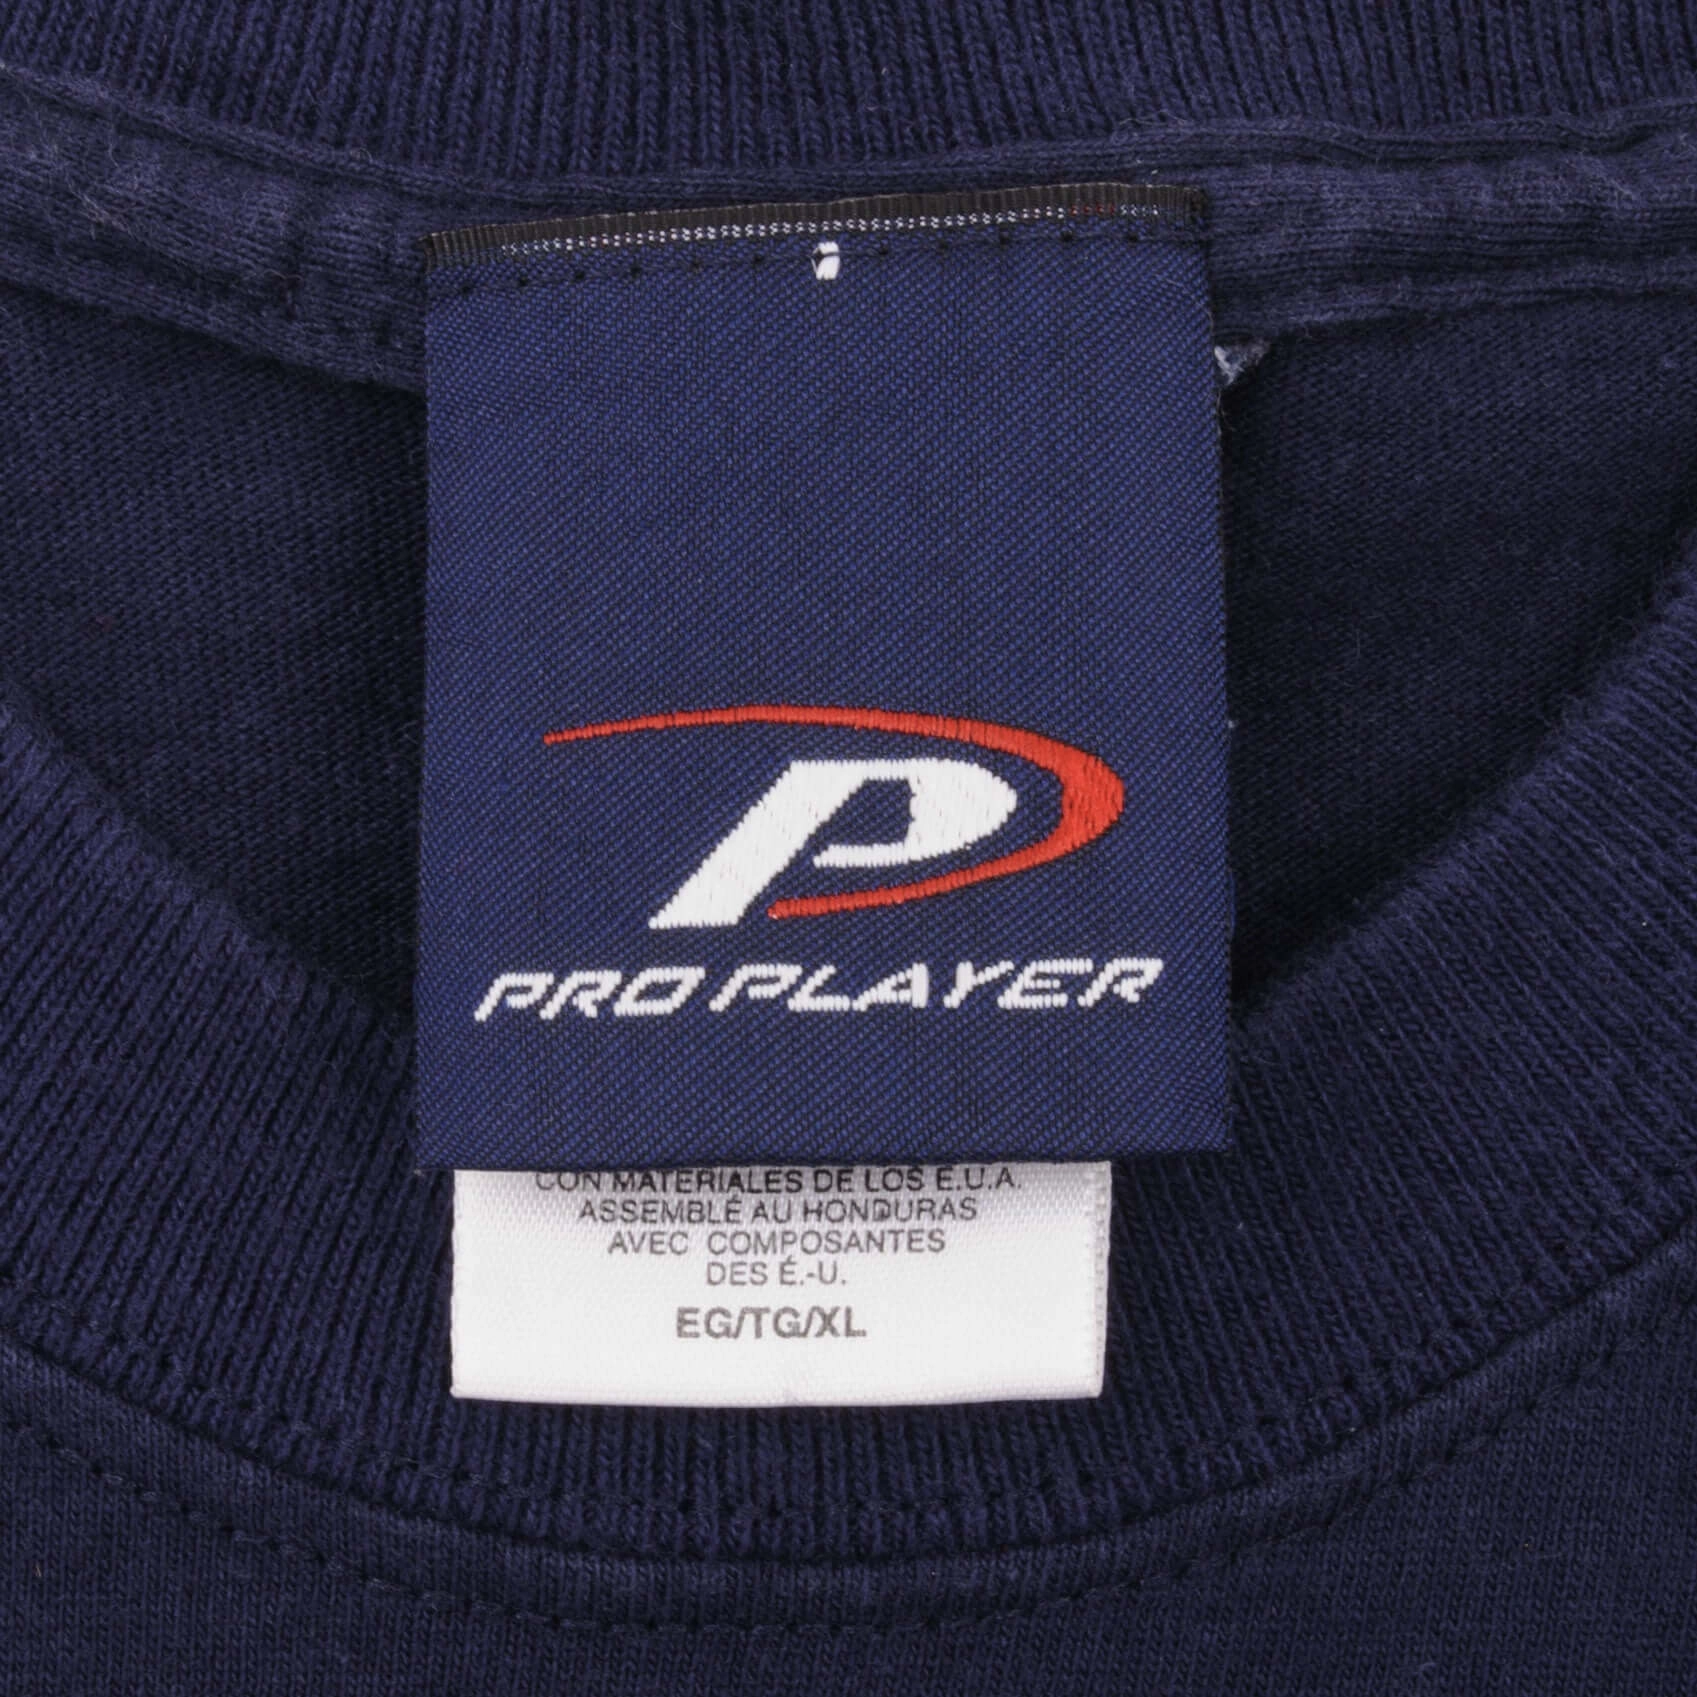 P
PRO PLAYER
CON MATERIALES DE LOS E.U.A.
ASSEMBLÉ AU HONDURAS
AVEC COMPOSANTES
DES É.-U.
EG/TG/XL